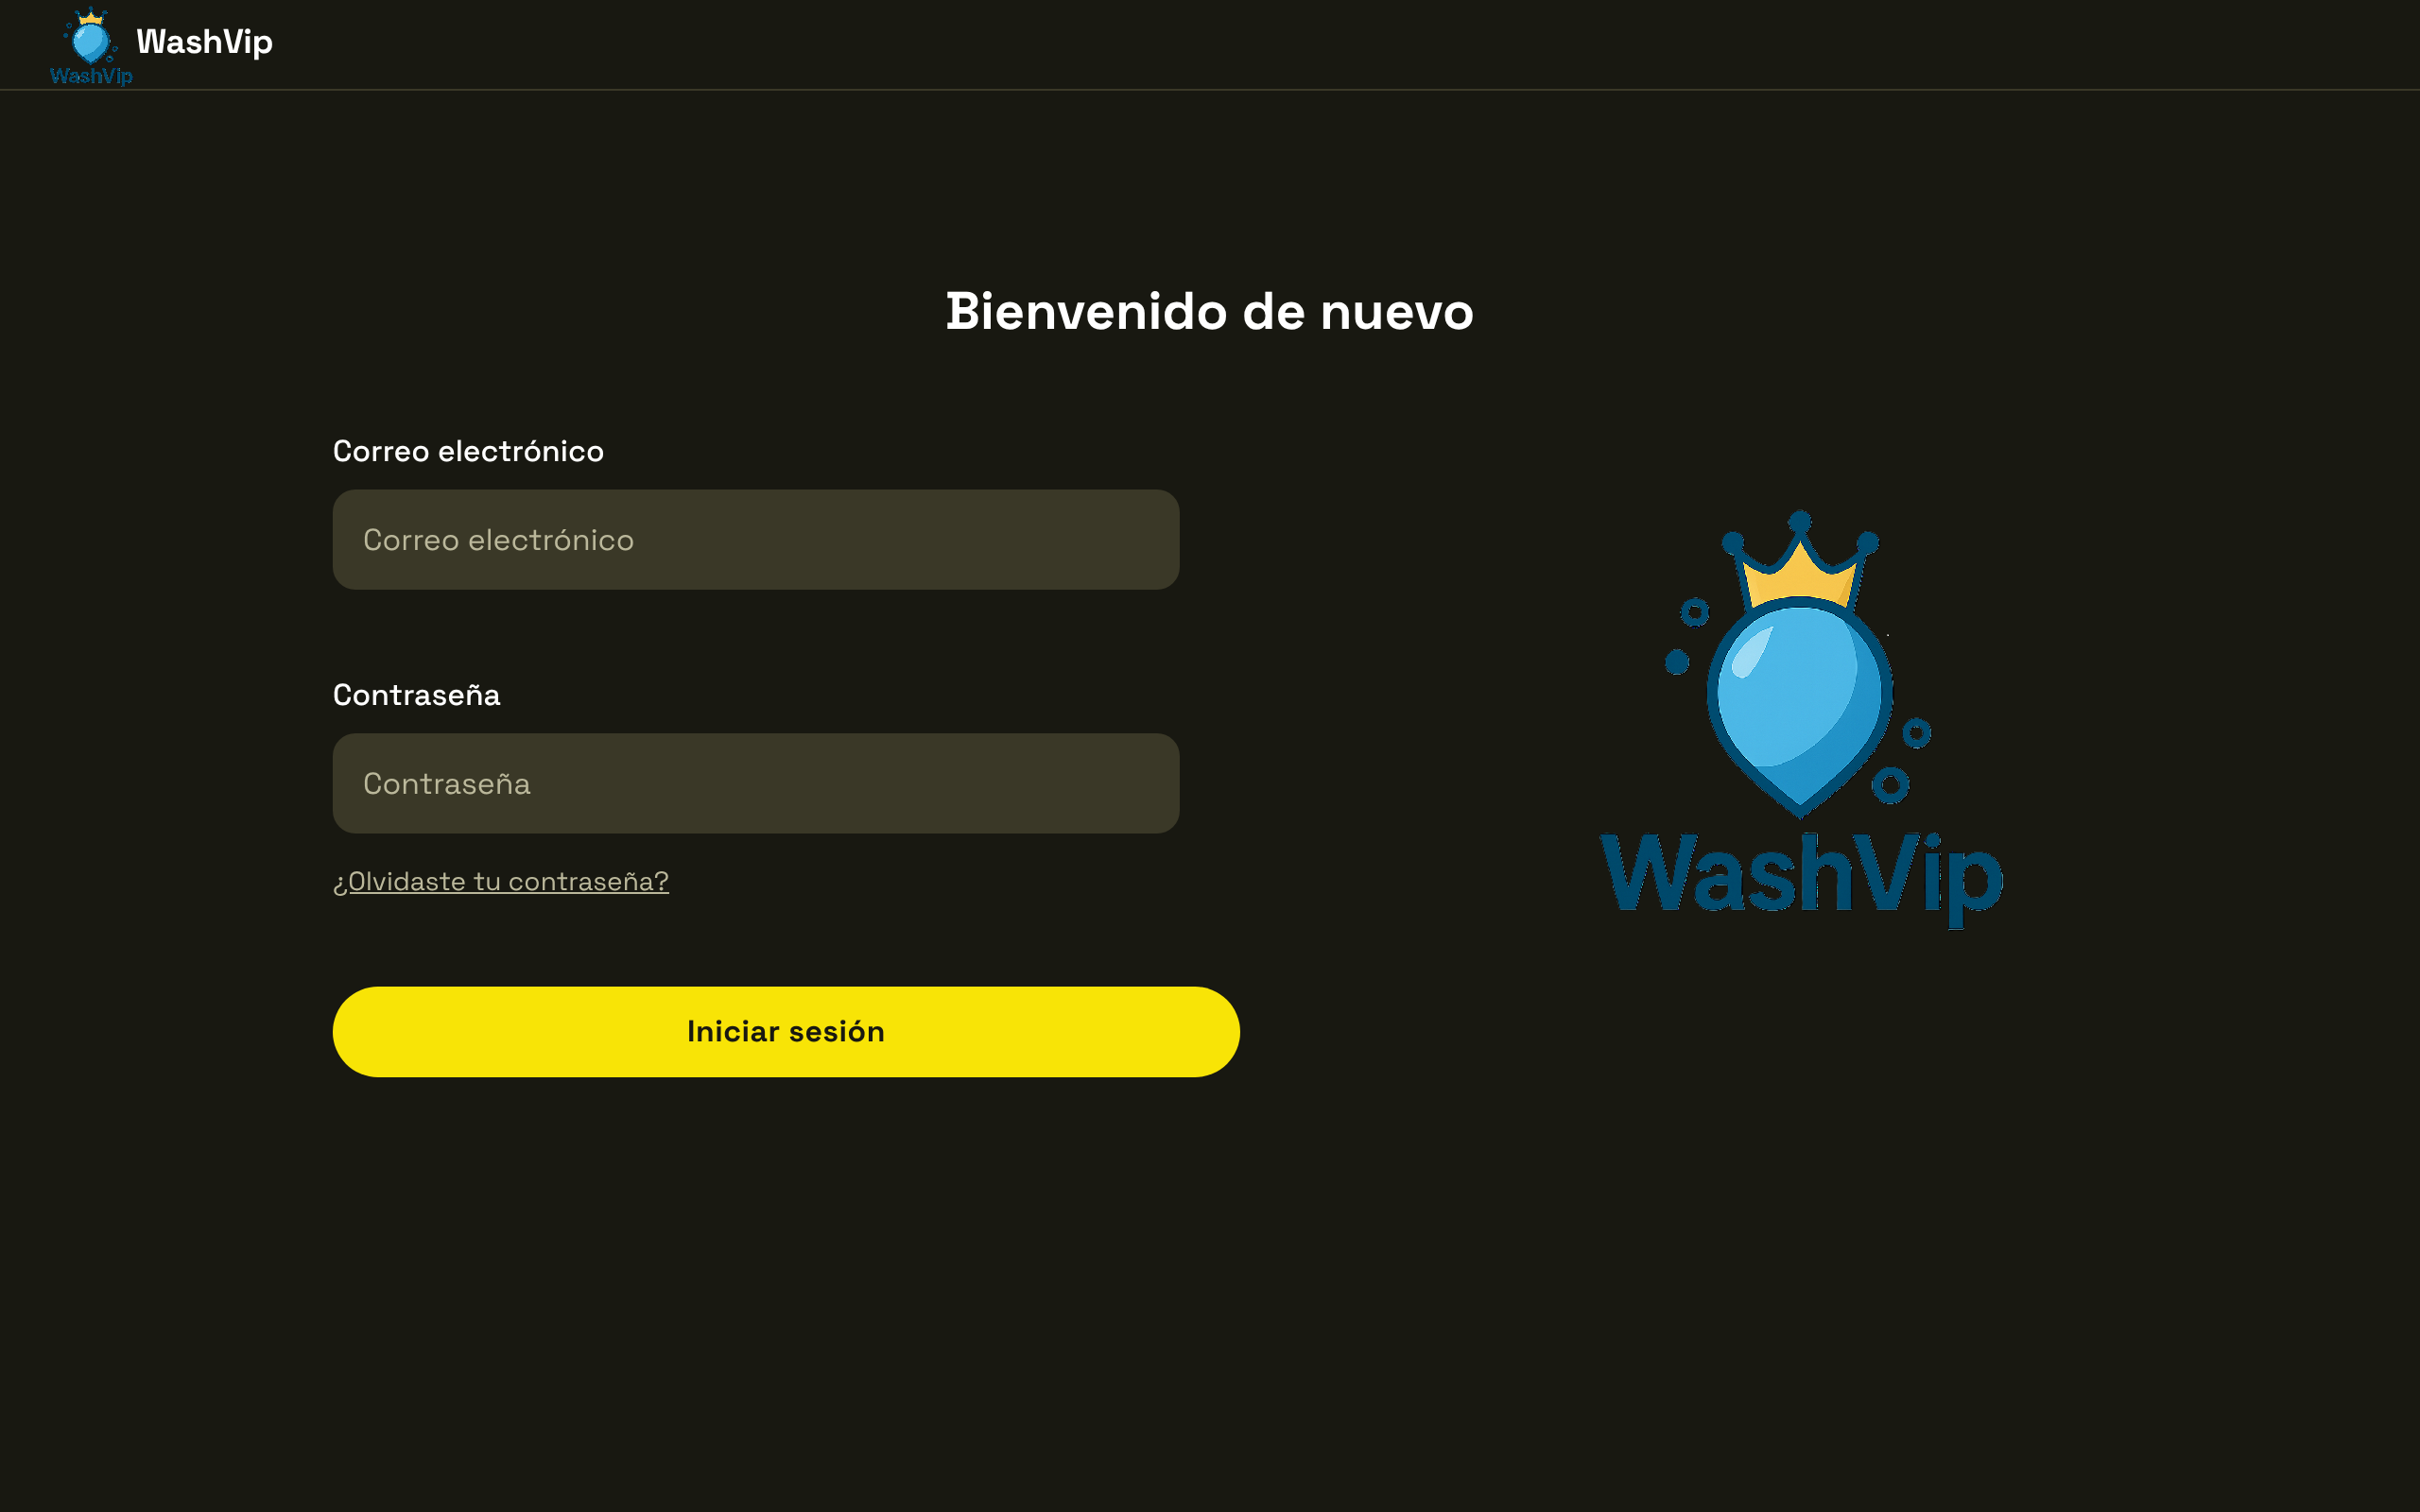 WashVip
WashVip
Bienvenido de nuevo
Correo electrónico
Correo electrónico
Contraseña
Contraseña
¿Olvidaste tu contraseña?
Iniciar sesión
WashVip